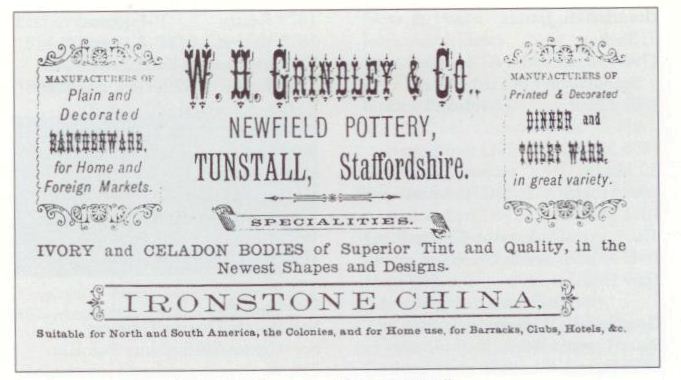 MANUFACTURERS OF
Plain and
Decorated
EARTHENWARE,
for Home and
Foreign Markets.
W. H. GRINDLEY & CO.,
NEWFIELD POTTERY,
TUNSTALL, Staffordshire.
MANUFACTURERS OF
Printed & Decorated
DINNER and
TOILET WARE,
in great variety.
SPECIALITIES.
IVORY and CELADON BODIES of Superior Tint and Quality, in the
Newest Shapes and Designs.
IRONSTONE CHINA,
Suitable for North and South America, the Colonies, and for Home use, for Barracks, Clubs, Hotels, &c.